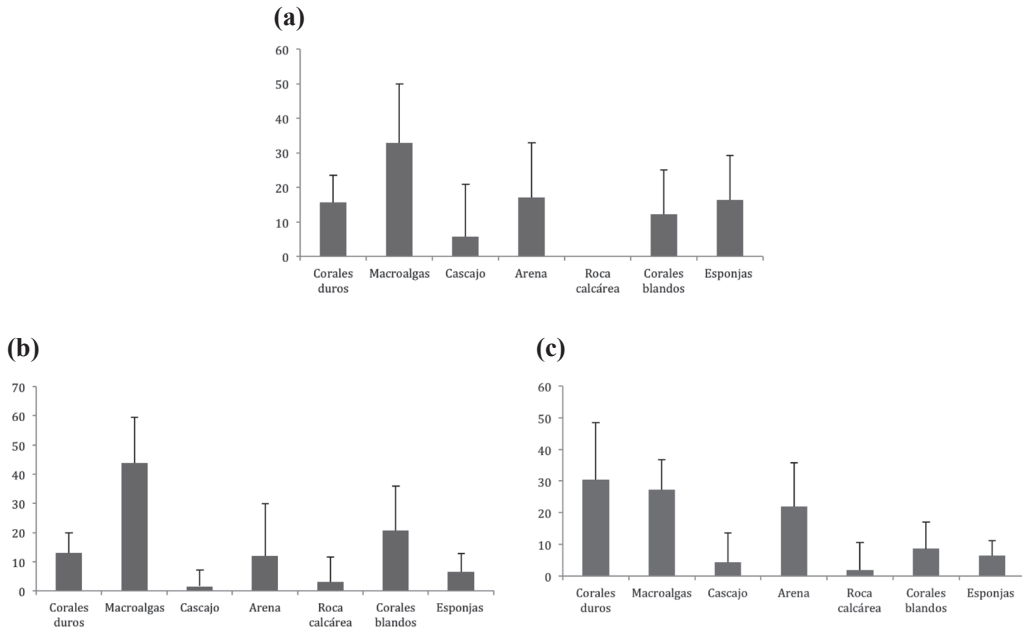 (a)
60
50
40
30
20
10
0
Corales duros
Macroalgas
Cascajo
Arena
Roca calcárea
Corales blandos
Esponjas
(b)
70
60
50
40
30
20
10
0
Corales duros
Macroalgas
Cascajo
Arena
Roca calcárea
Corales blandos
Esponjas
(c)
60
50
40
30
20
10
0
Corales duros
Macroalgas
Cascajo
Arena
Roca calcárea
Corales blandos
Esponjas